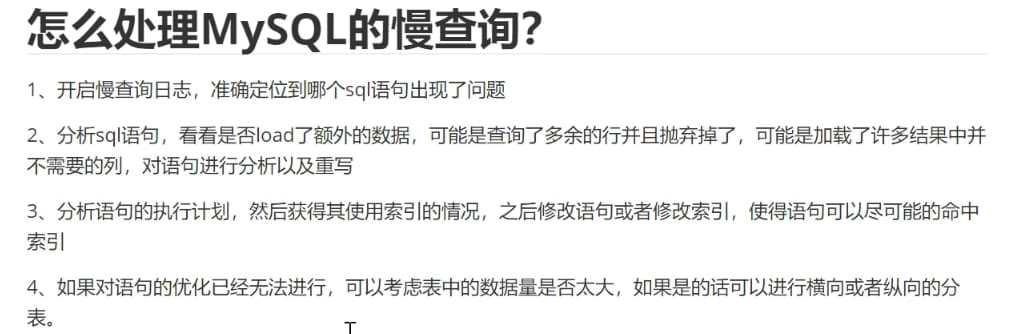 怎么处理MySQL的慢查询?
1、开启慢查询日志，准确定位到哪个sql语句出现了问题
2、分析sql语句，看看是否load了额外的数据，可能是查询了多余的行并且抛弃掉了，可能是加载了许多结果中并
不需要的列，对语句进行分析以及重写
3、分析语句的执行计划，然后获得其使用索引的情况，之后修改语句或者修改索引，使得语句可以尽可能的命中
索引
4、如果对语句的优化已经无法进行，可以考虑表中的数据量是否太大，如果是的话可以进行横向或者纵向的分
表。